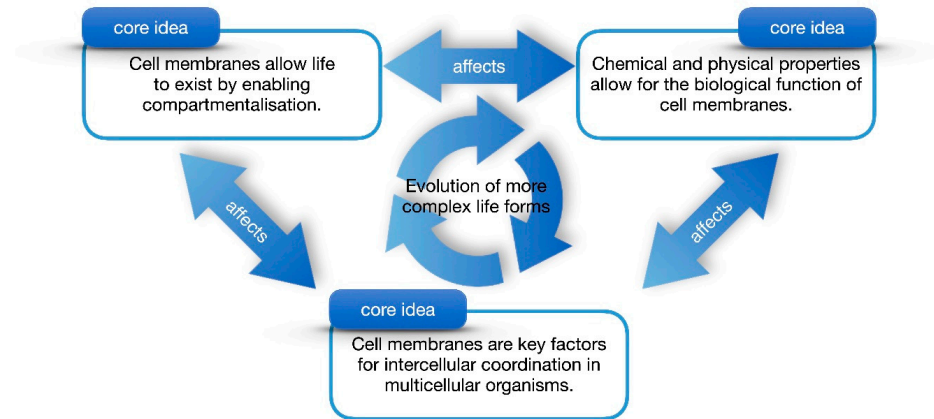 core idea
Cell membranes allow life
to exist by enabling
compartmentalisation.
affects
core idea
Chemical and physical properties
allow for the biological function of
cell membranes.
Evolution of more
complex life forms
affects
affects
core idea
Cell membranes are key factors
for intercellular coordination in
multicellular organisms.